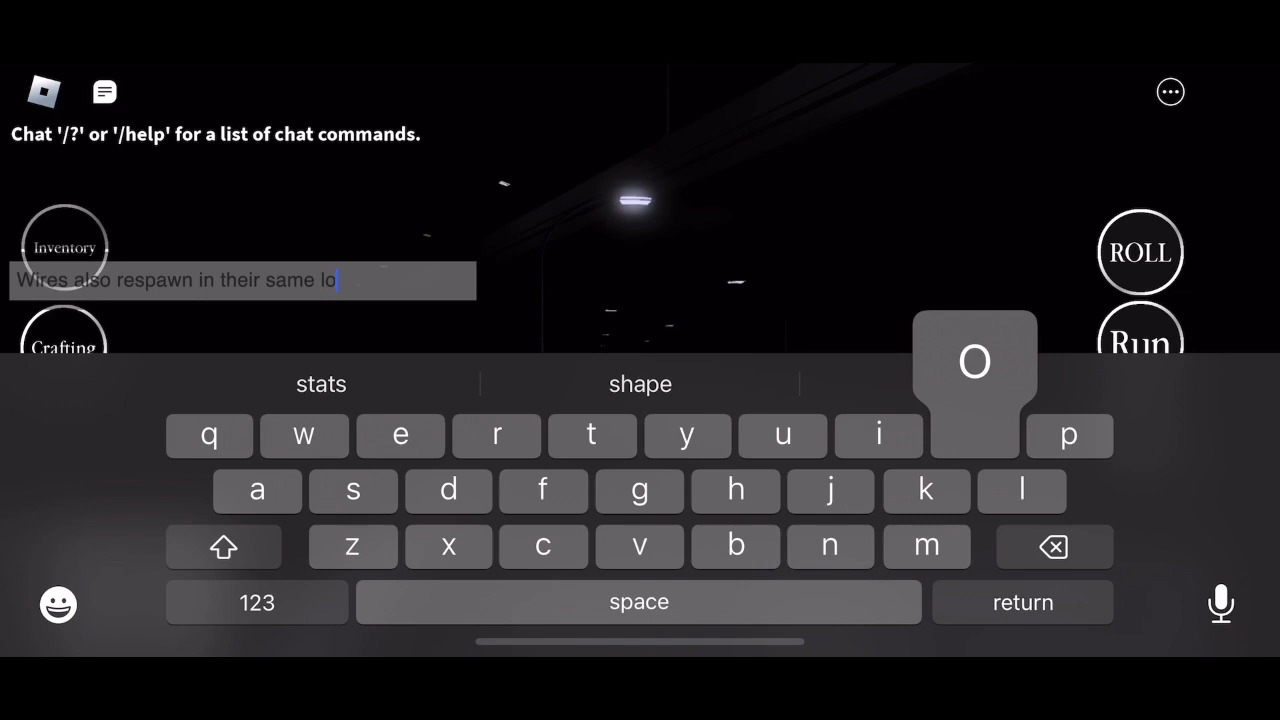 Chat '/?' or '/help' for a list of chat commands.
Inventory
ROLL
Wires also respawn in their same lo
Crafting
Run
stats
shape
O
q w e r t y u i p
a s d f g h j k l
z x c v b n m
123
space
return